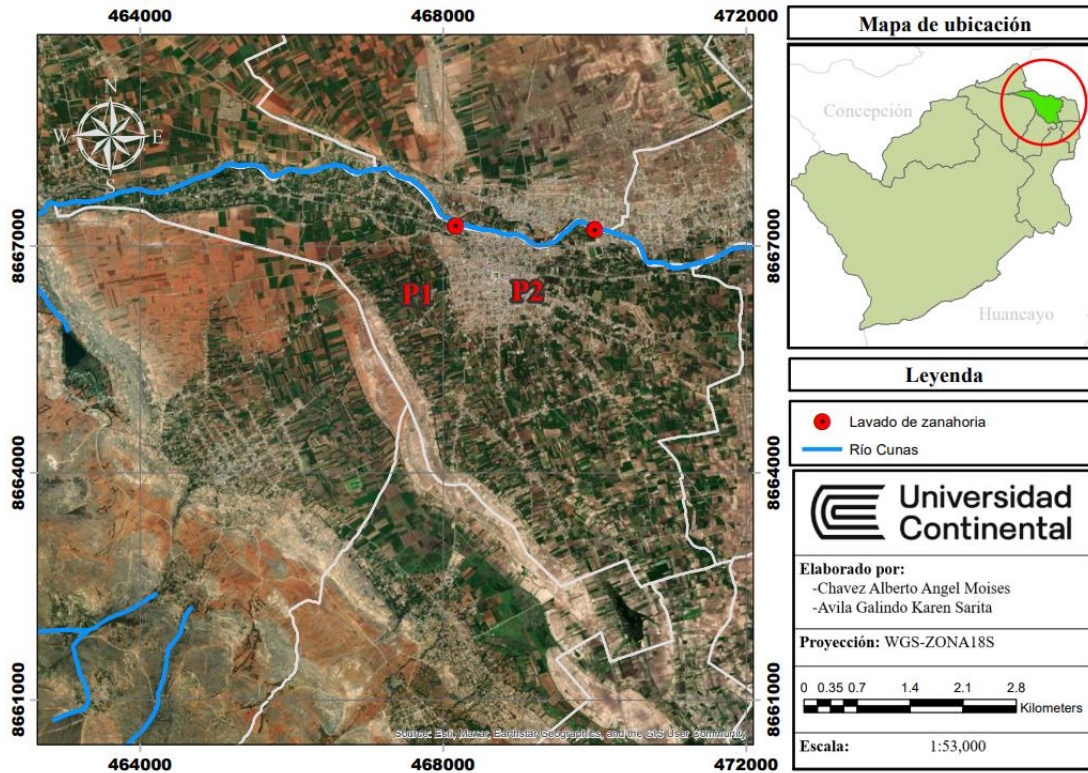 464000 468000 472000
N
W E
S
8667000 8667000
P1 P2
8664000 8664000
8661000 8661000
Source: Esri, Maxar, Earthstar Geographics, and the GIS User Community
464000 468000 472000
Mapa de ubicación
Concepción
Huancayo
Leyenda
Lavado de zanahoria
Río Cunas
Universidad
Continental
Elaborado por:
-Chavez Alberto Angel Moises
-Avila Galindo Karen Sarita
Proyección: WGS-ZONA18S
0 0.35 0.7 1.4 2.1 2.8
Kilometers
Escala: 1:53,000